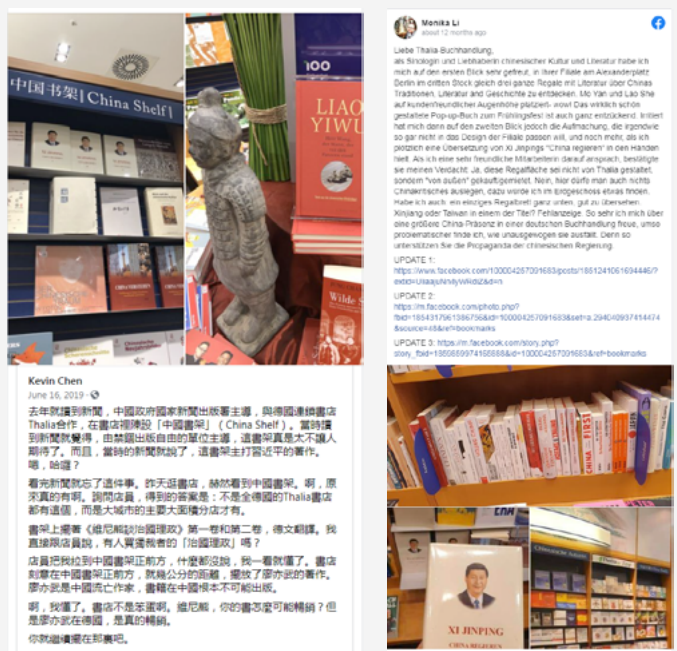 中国书架 | China Shelf
XI JINPING
XI JINPING
CHINA REGIEREN
100
LIAO
YIWU
Wilde
Kevin Chen
June 16, 2019
去年就讀到新聞，中國政府國家新聞出版署主導，與德國連鎖書店
Thalia合作，在書店裡陳設「中國書架」（China Shelf）。當時讀
到新聞就覺得，由禁錮出版自由的單位主導，這書架真是太不讓人
期待了。而且，當時的新聞就說了，這書架主打習近平的著作。
嗯，哈囉？
看完新聞就忘了這件事。昨天逛書店，赫然看到中國書架。啊，原
來真的有啊。詢問店員，得到的答案是：不是全德國的Thalia書店
都有這個，而是大城市的主要大面積分店才有。
書架上擺著《維尼熊談治國理政》第一卷和第二卷，德文翻譯。我
直接跟店員說，有人買獨裁者的「治國理政」嗎？
店員把我拉到中國書架正前方，什麼都沒說，我一看就懂了。書店
刻意在中國書架正前方，就幾公分的距離，擺放了廖亦武的著作。
廖亦武是中國流亡作家，書籍在中國根本不可能出版。
啊，我懂了。書店不是笨蛋啊。維尼熊，你的書怎麼可能暢銷？但
是廖亦武在德國，是真的暢銷。
你就繼續擺在那裏吧。
Monika Li
about 12 months ago
Liebe Thalia-Buchhandlung,
als Sinologin und Liebhaberin chinesischer Kultur und Literatur habe ich
mich auf den ersten Blick sehr gefreut, in Ihrer Filiale am Alexanderplatz
Berlin im dritten Stock gleich drei ganze Regale mit Literatur über Chinas
Traditionen, Literatur und Geschichte zu entdecken. Mo Yan und Lao She
auf kundenfreundlicher Augenhöhe platziert- wow! Das wirklich schön
gestaltete Pop-up-Buch zum Frühlingsfest ist auch ganz entzückend. Irritiert
hat mich dann auf den zweiten Blick jedoch die Aufmachung, die irgendwie
so gar nicht in das Design der Filiale passen will, und noch mehr, als ich
plötzlich eine Übersetzung von Xi Jinpings "China regieren" in den Händen
hielt. Als ich eine sehr freundliche Mitarbeiterin darauf ansprach, bestätigte
sie meinen Verdacht: Ja, diese Regalfläche sei nicht von Thalia gestaltet,
sondern "von außen" gekauft/gemietet. Nein, hier dürfe man auch nichts
Chinakritisches auslegen, dazu würde ich im Erdgeschoss etwas finden.
Habe ich auch: ein einziges Regalbrett ganz unten, gut zu übersehen.
Xinjiang oder Taiwan in einem der Titel? Fehlanzeige. So sehr ich mich über
eine größere China-Präsenz in einer deutschen Buchhandlung freue, umso
problematischer finde ich, wie unausgewogen sie ausfällt. Denn so
unterstützen Sie die Propaganda der chinesischen Regierung.
UPDATE 1:
UPDATE 2:
UPDATE 3:
CHINA FIRST
XI JINPING
CHINA REGIEREN